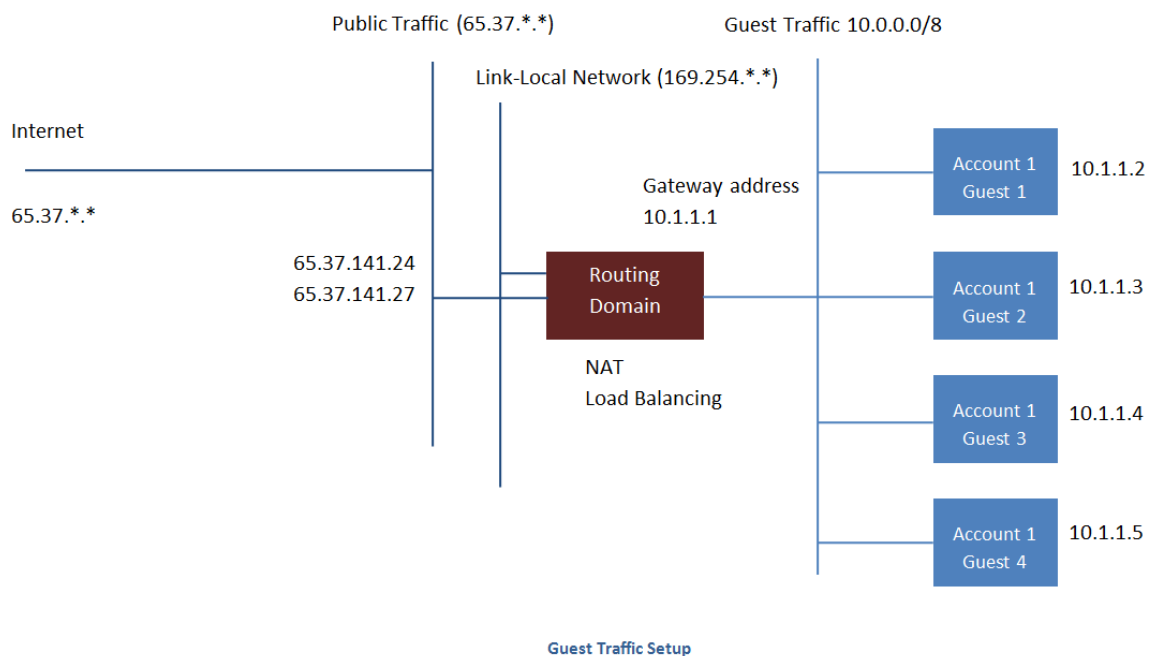 Public Traffic (65.37.*.*)
Guest Traffic 10.0.0.0/8
Link-Local Network (169.254.*.*)
Internet
65.37.*.*
Gateway address
10.1.1.1
65.37.141.24
65.37.141.27
Routing
Domain
NAT
Load Balancing
Account 1
Guest 1
10.1.1.2
Account 1
Guest 2
10.1.1.3
Account 1
Guest 3
10.1.1.4
Account 1
Guest 4
10.1.1.5
Guest Traffic Setup